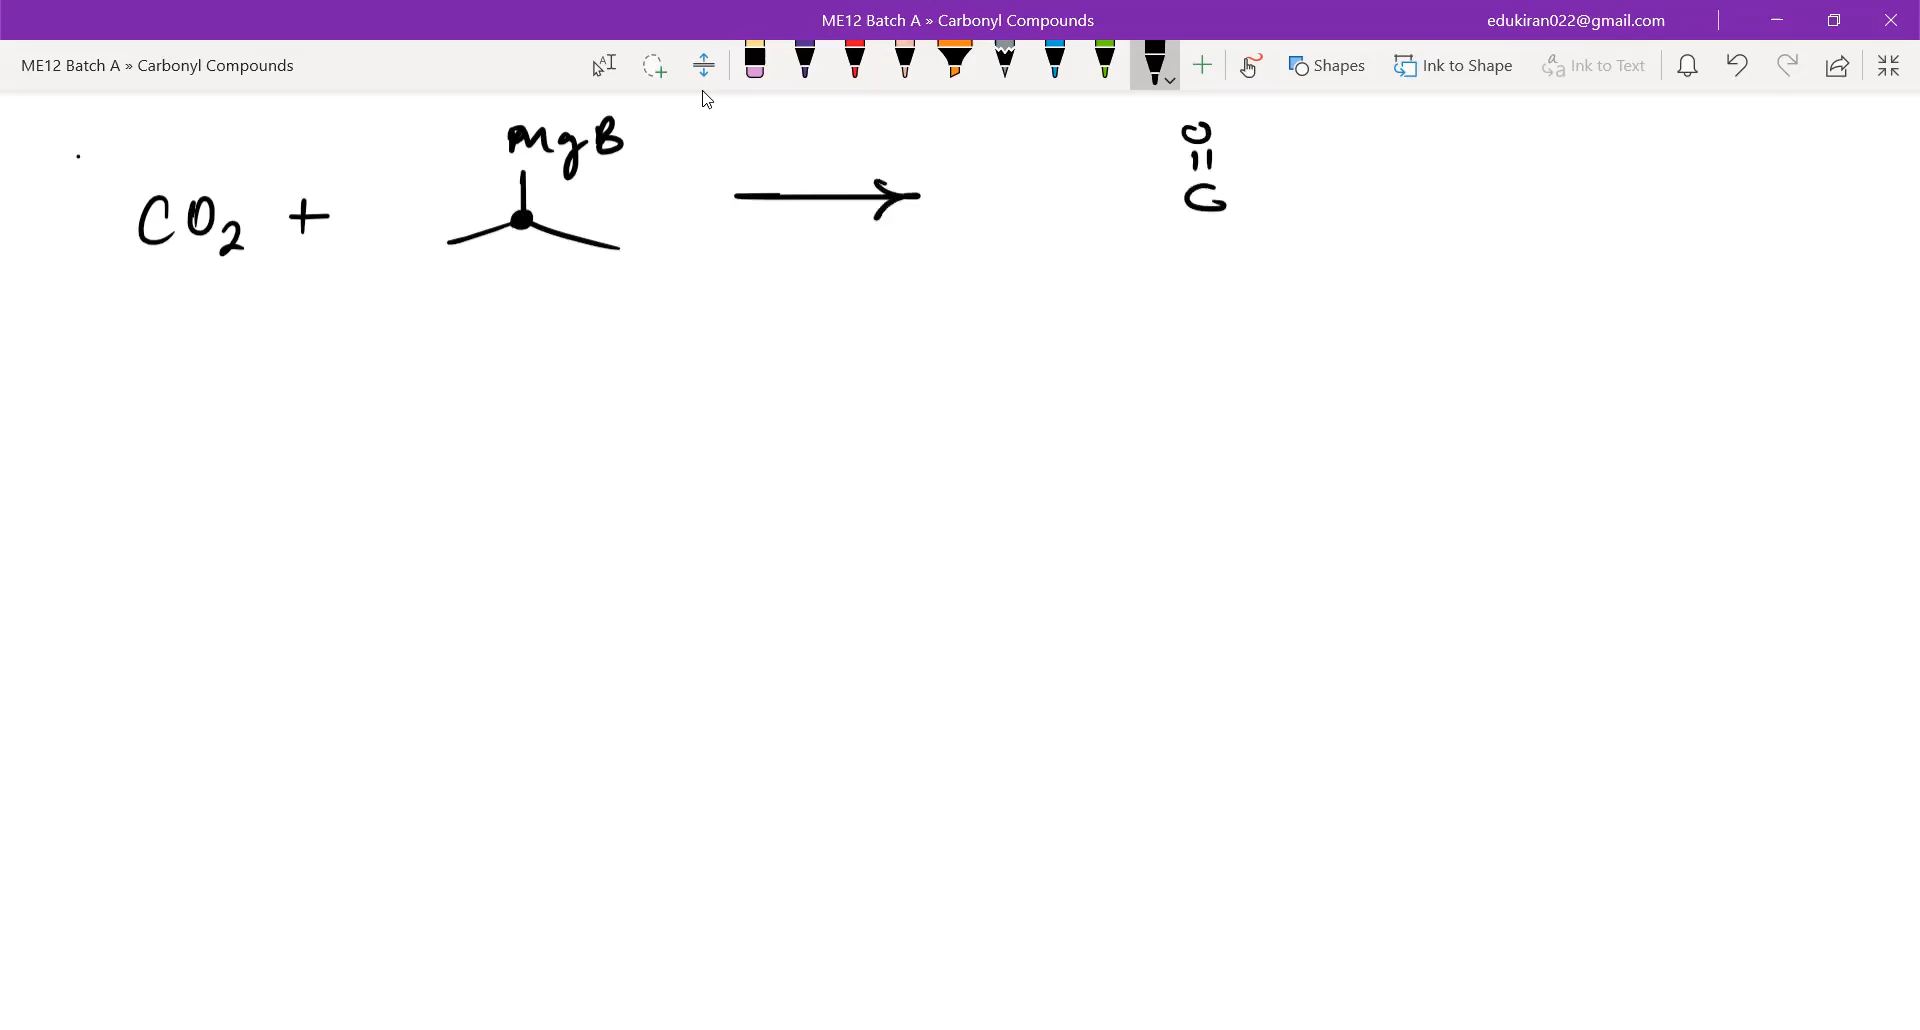 ME12 Batch A » Carbonyl Compounds
edukiran022@gmail.com
ME12 Batch A » Carbonyl Compounds
Shapes
Ink to Shape
Ink to Text
MgB
O
CO2 +
C